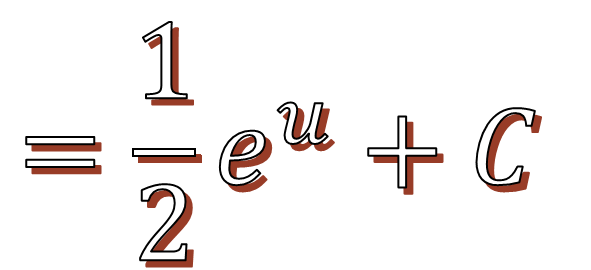 = 1/2 e^u + C